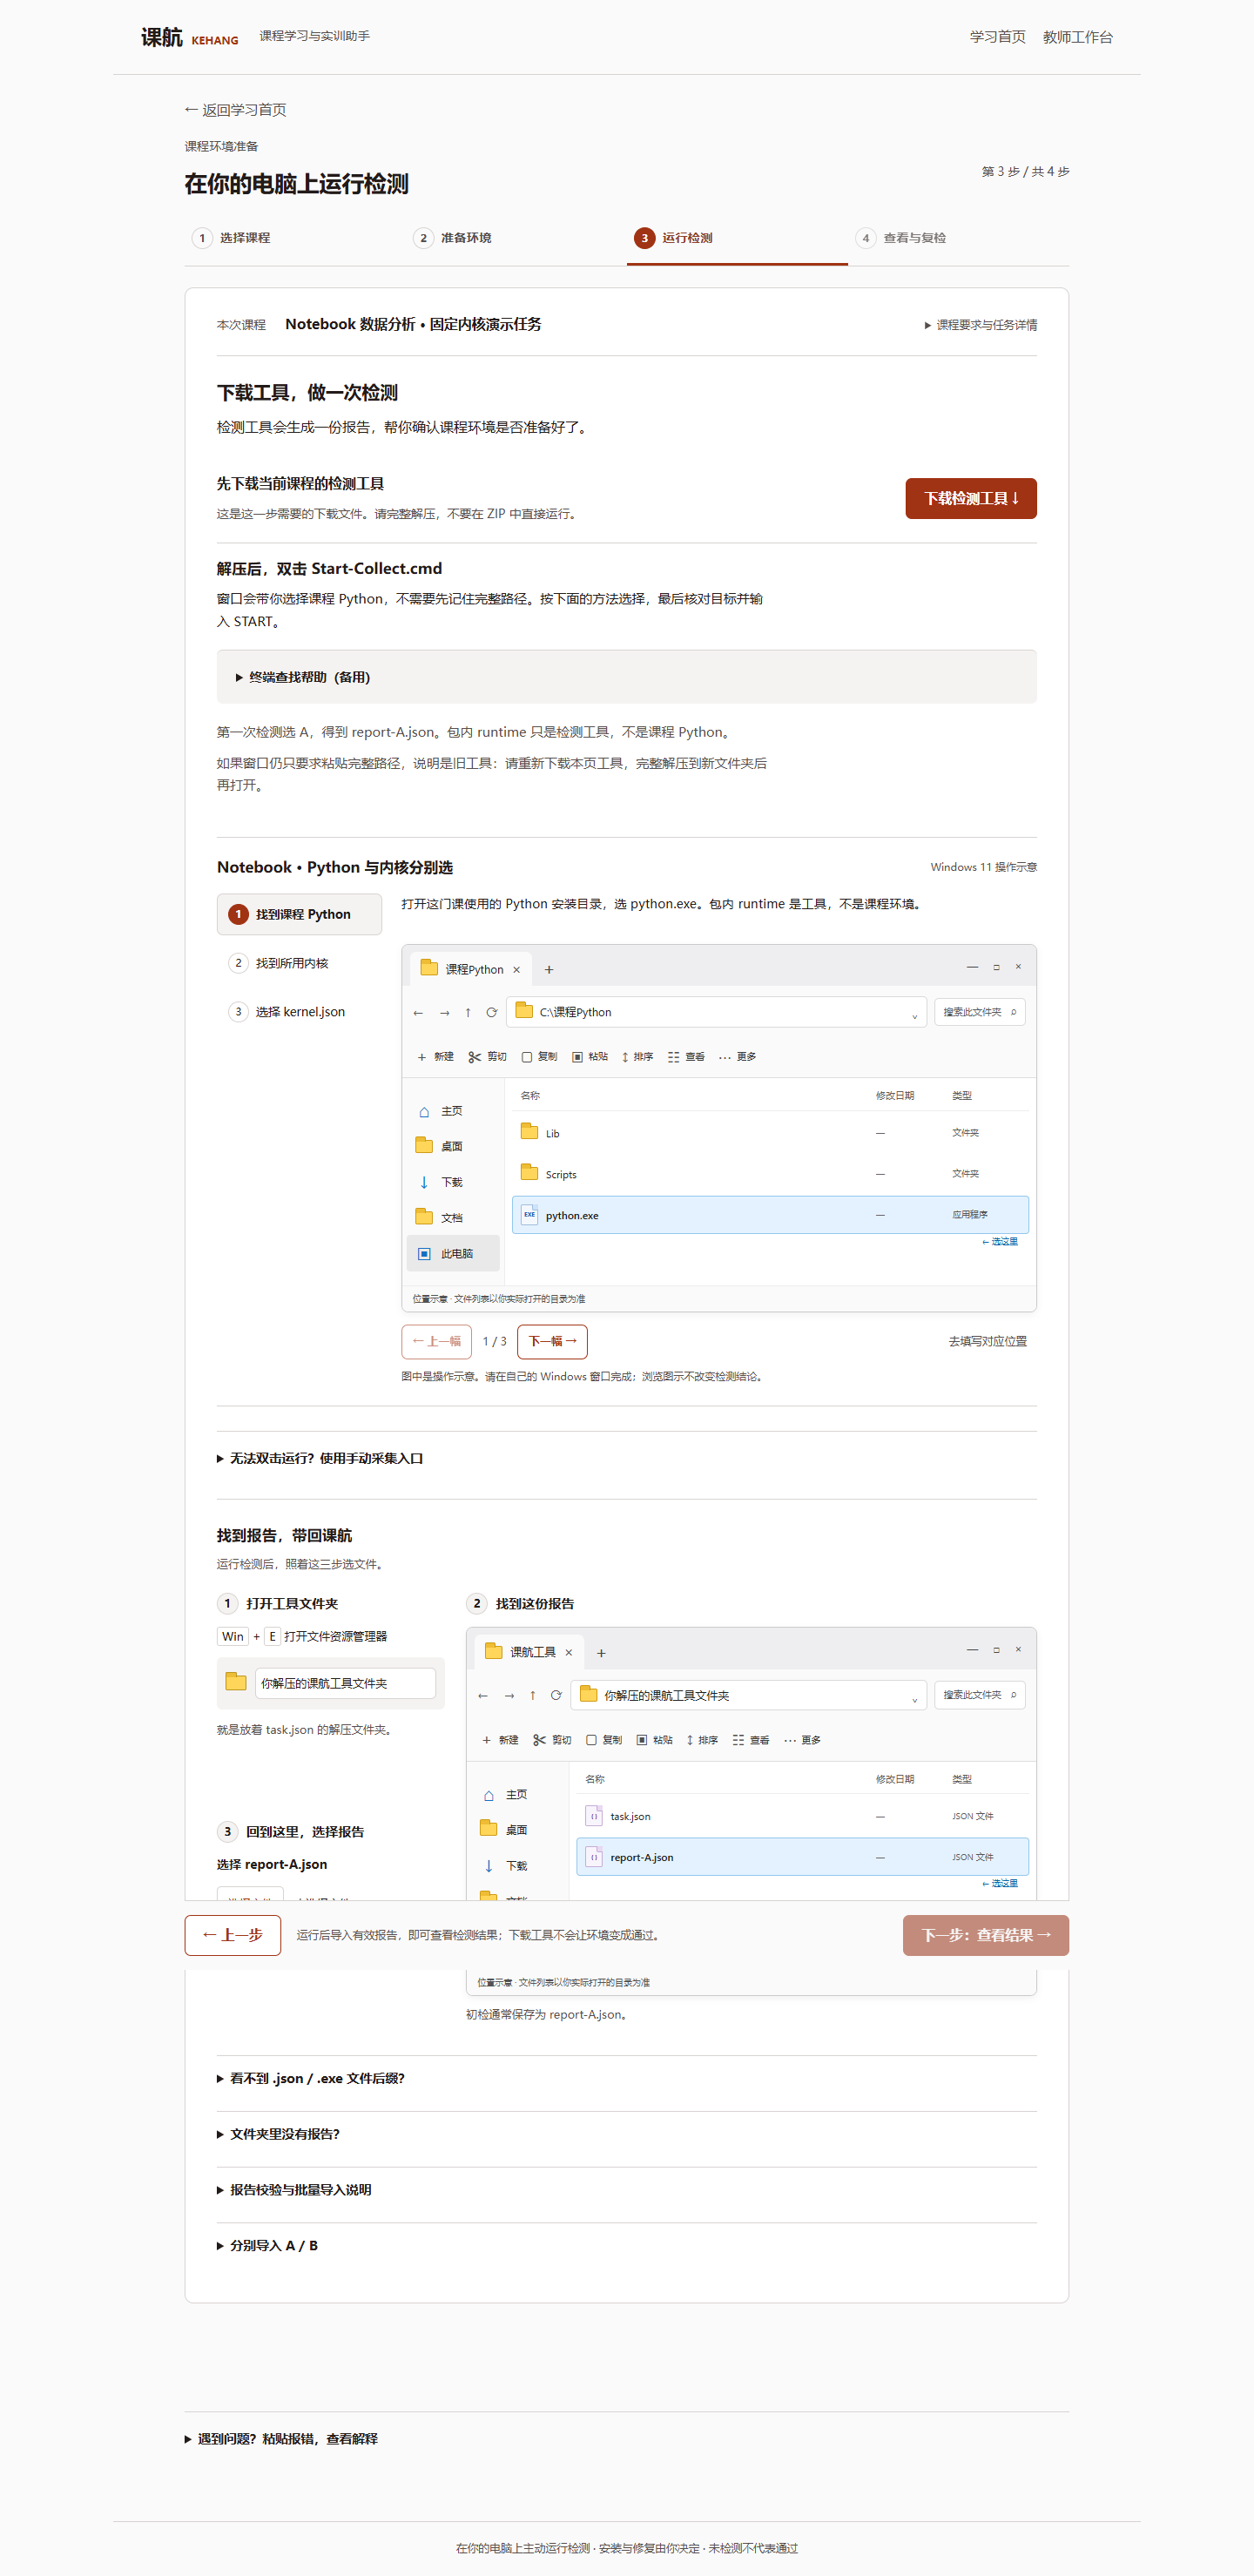 课航 KEHANG 课程学习与实训助手
学习首页 教师工作台
← 返回学习首页
课程环境准备
在你的电脑上运行检测
第 3 步 / 共 4 步
1 选择课程
2 准备环境
3 运行检测
4 查看与复检
本次课程 Notebook 数据分析 • 固定内核演示任务
▶ 课程要求与任务详情
下载工具，做一次检测
检测工具会生成一份报告，帮你确认课程环境是否准备好了。
先下载当前课程的检测工具
这是这一步需要的下载文件。请完整解压，不要在 ZIP 中直接运行。
下载检测工具 ↓
解压后，双击 Start-Collect.cmd
窗口会带你选择课程 Python，不需要先记住完整路径。按下面的方法选择，最后核对目标并输
入 START。
▶ 终端查找帮助（备用）
第一次检测选 A，得到 report-A.json。包内 runtime 只是检测工具，不是课程 Python。
如果窗口仍只要求粘贴完整路径，说明是旧工具：请重新下载本页工具，完整解压到新文件夹后
再打开。
Notebook • Python 与内核分别选
Windows 11 操作示意
1 找到课程 Python
2 找到所用内核
3 选择 kernel.json
打开这门课使用的 Python 安装目录，选 python.exe。包内 runtime 是工具，不是课程环境。
课程Python × +
— □ ×
← → ↑ ⟳ C:\课程Python
搜索此文件夹
+ 新建 剪切 复制 粘贴 排序 查看 ··· 更多
主页
桌面
下载
文档
此电脑
名称 修改日期 类型
Lib — 文件夹
Scripts — 文件夹
EXE python.exe — 应用程序
← 选这里
位置示意 · 文件列表以你实际打开的目录为准
← 上一幅 1 / 3 下一幅 →
去填写对应位置
图中是操作示意。请在自己的 Windows 窗口完成；浏览图示不改变检测结论。
▶ 无法双击运行？使用手动采集入口
找到报告，带回课航
运行检测后，照着这三步选文件。
1 打开工具文件夹
Win + E 打开文件资源管理器
你解压的课航工具文件夹
就是放着 task.json 的解压文件夹。
2 找到这份报告
课航工具 × +
— □ ×
← → ↑ ⟳ 你解压的课航工具文件夹
搜索此文件夹
+ 新建 剪切 复制 粘贴 排序 查看 ··· 更多
主页
桌面
下载
名称 修改日期 类型
{} task.json — JSON 文件
{} report-A.json — JSON 文件
← 选这里
3 回到这里，选择报告
选择 report-A.json
← 上一步
运行后导入有效报告，即可查看检测结果；下载工具不会让环境变成通过。
下一步：查看结果 →
位置示意 · 文件列表以你实际打开的目录为准
初检通常保存为 report-A.json。
▶ 看不到 .json / .exe 文件后缀？
▶ 文件夹里没有报告？
▶ 报告校验与批量导入说明
▶ 分别导入 A / B
▶ 遇到问题？粘贴报错，查看解释
在你的电脑上主动运行检测 · 安装与修复由你决定 · 未检测不代表通过